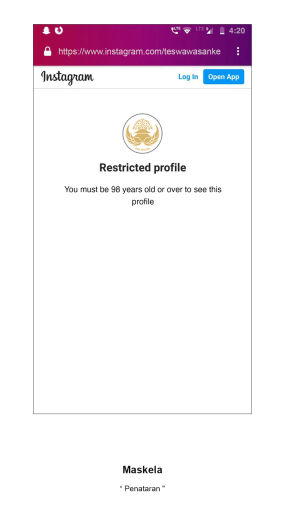 4:20
https://www.instagram.com/teswawasanke
Instagram
Log In Open App
Restricted profile
You must be 98 years old or over to see this
profile
Maskela
“ Penataran ”